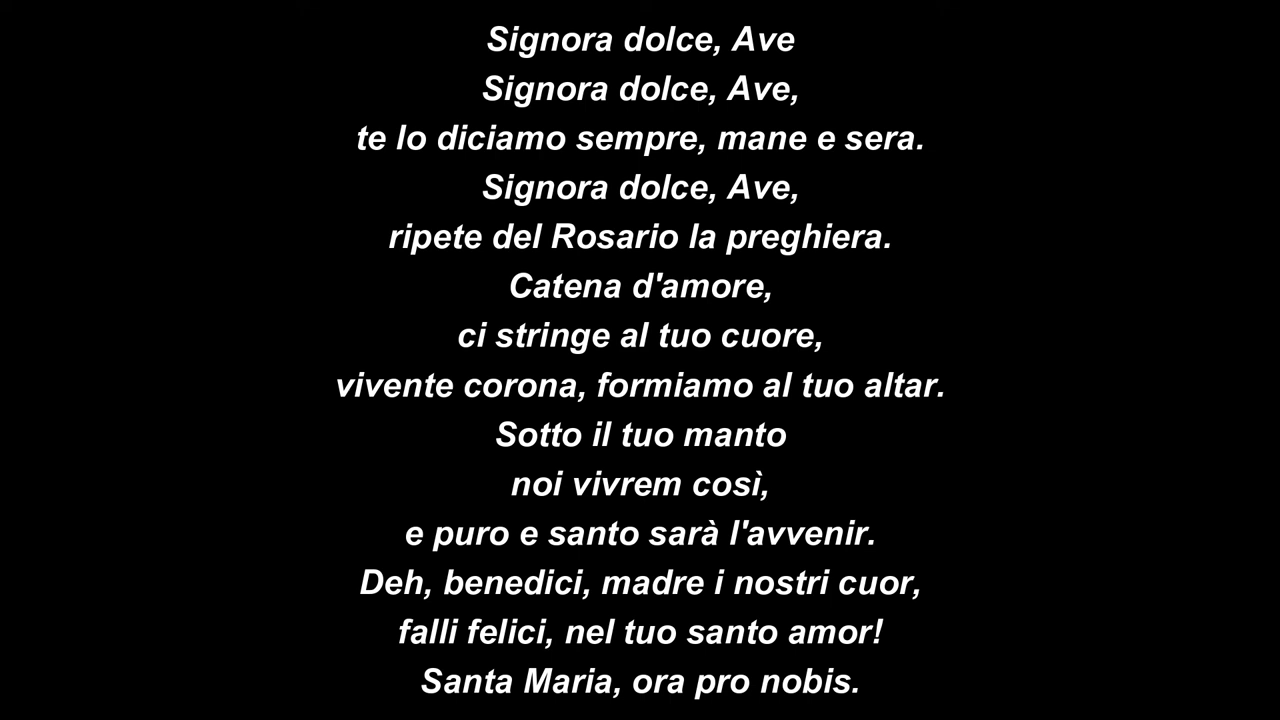 Signora dolce, Ave
Signora dolce, Ave,
te lo diciamo sempre, mane e sera.
Signora dolce, Ave,
ripete del Rosario la preghiera.
Catena d'amore,
ci stringe al tuo cuore,
vivente corona, formiamo al tuo altar.
Sotto il tuo manto
noi vivrem così,
e puro e santo sarà l'avvenir.
Deh, benedici, madre i nostri cuor,
falli felici, nel tuo santo amor!
Santa Maria, ora pro nobis.